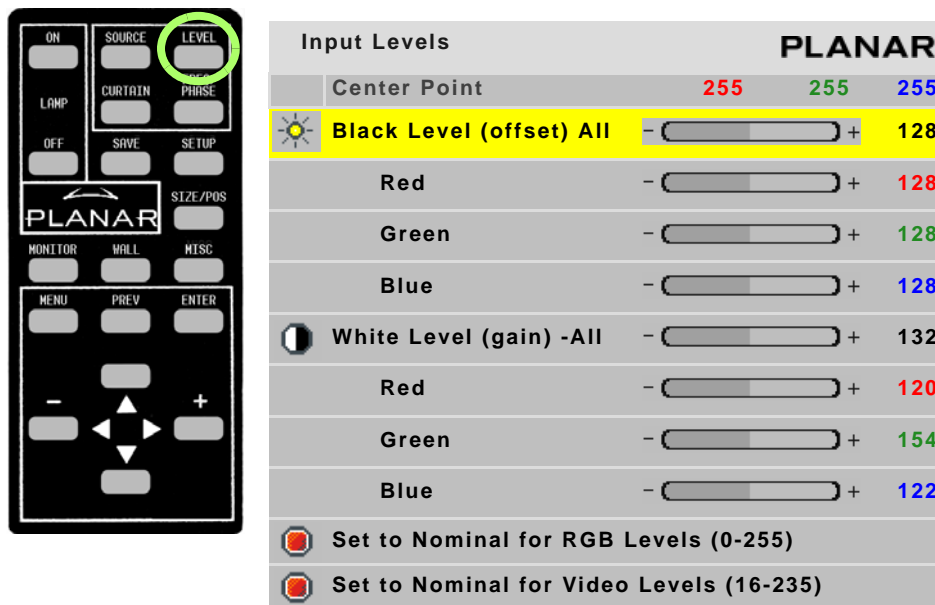 ON SOURCE LEVEL
LAMP CURTAIN PHASE
OFF SAVE SETUP
SIZE/POS
PLANAR
MONITOR WALL MISC
MENU PREV ENTER
- +
Input Levels PLANAR
Center Point 255 255 255
Black Level (offset) All - + 128
Red - + 128
Green - + 128
Blue - + 128
White Level (gain) -All - + 132
Red - + 120
Green - + 154
Blue - + 122
Set to Nominal for RGB Levels (0-255)
Set to Nominal for Video Levels (16-235)